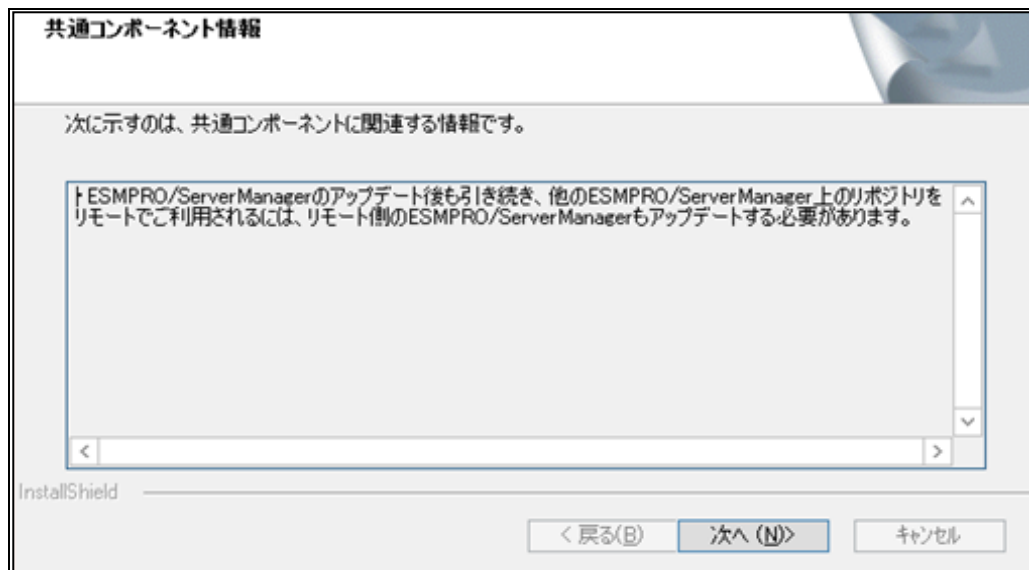 共通コンポーネント情報
次に示すのは、共通コンポーネントに関連する情報です。
ESMPRO/ServerManagerのアップデート後も引き続き、他のESMPRO/ServerManager上のリポジトリを
リモートでご利用されるには、リモート側のESMPRO/ServerManagerもアップデートする必要があります。
InstallShield
< 戻る(B)
次へ (N)>
キャンセル